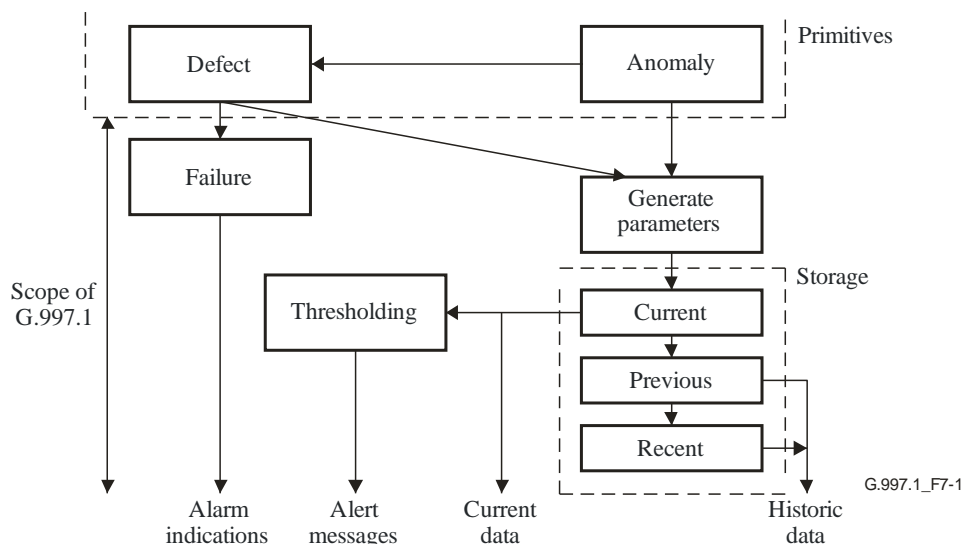 Primitives
Defect
Anomaly
Failure
Generate
parameters
Scope of
G.997.1
Storage
Thresholding
Current
Previous
Recent
G.997.1_F7-1
Alarm
indications
Alert
messages
Current
data
Historic
data